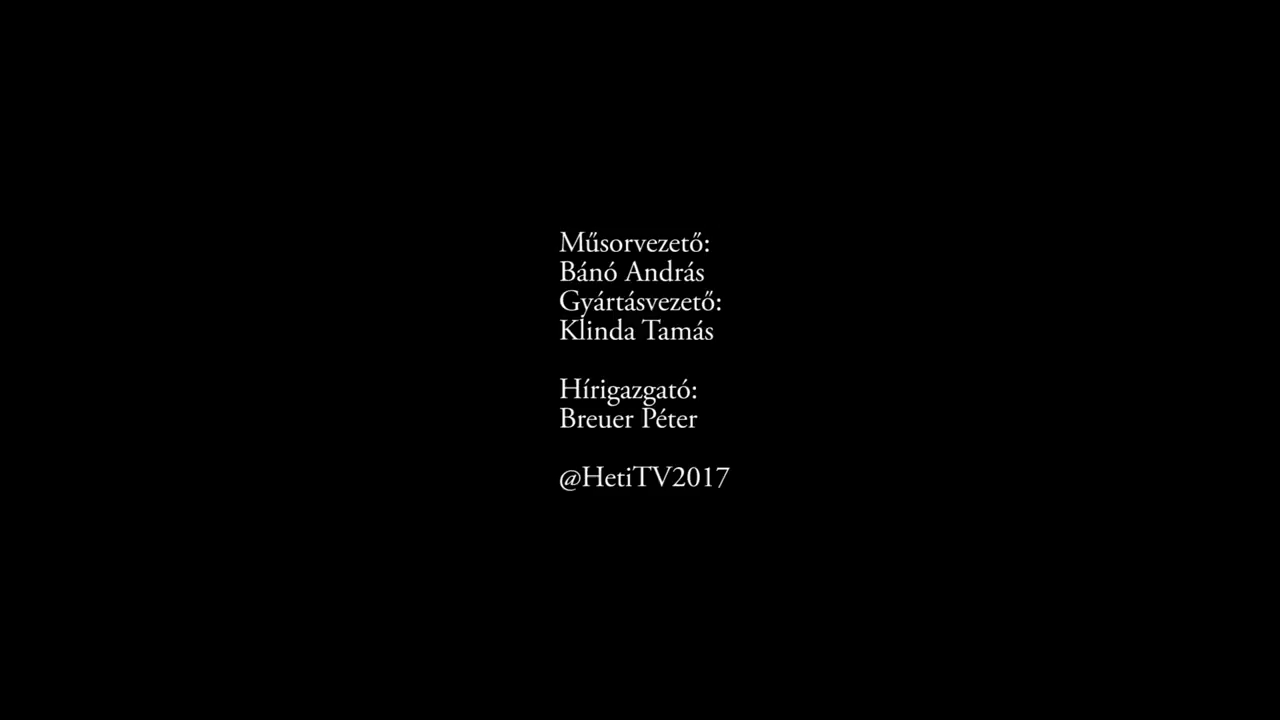 Műsorvezető:
Bánó András
Gyártásvezető:
Klinda Tamás
Hírigazgató:
Breuer Péter
@HetiTV2017